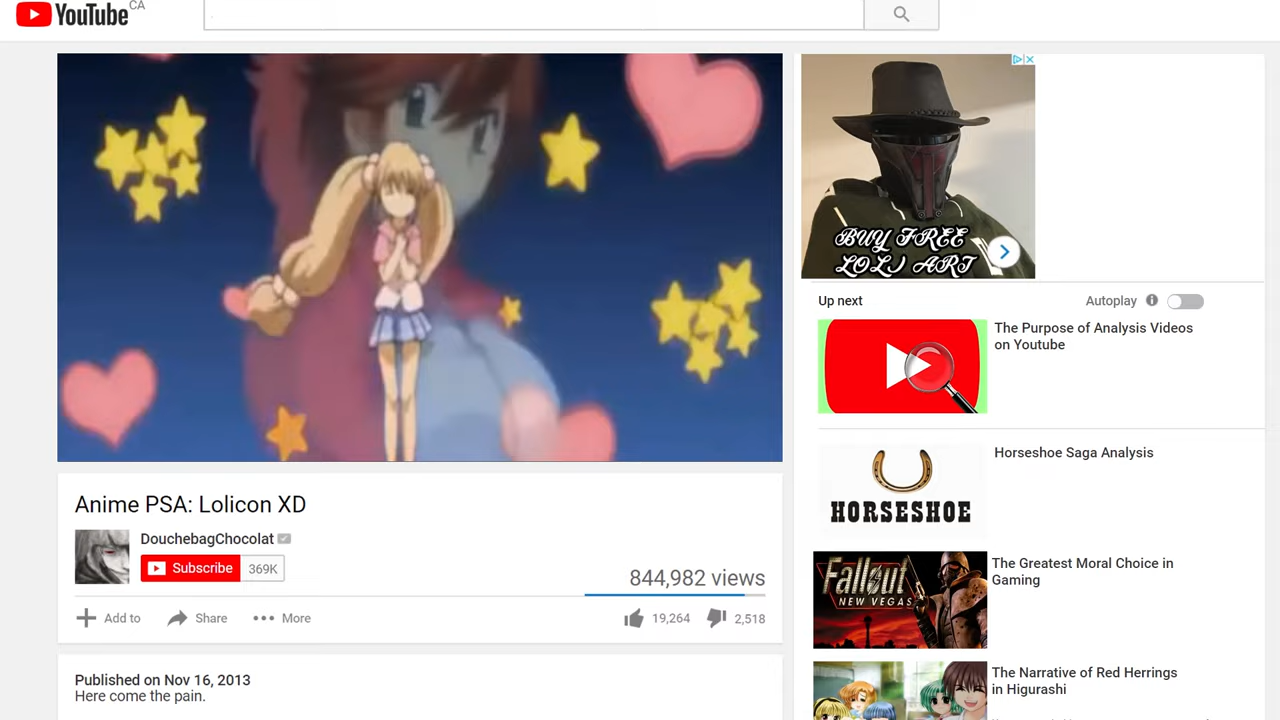 YouTube CA
BUY FREE
LOLI ART
Up next
Autoplay
The Purpose of Analysis Videos
on Youtube
Horseshoe Saga Analysis
HORSESHOE
Anime PSA: Lolicon XD
DouchebagChocolat
Subscribe 369K
844,982 views
Add to Share More
19,264 2,518
The Greatest Moral Choice in
Gaming
Fallout
NEW VEGAS
The Narrative of Red Herrings
in Higurashi
Published on Nov 16, 2013
Here come the pain.